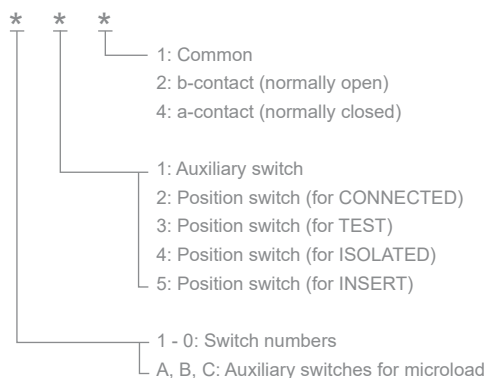 * * *
1: Common
2: b-contact (normally open)
4: a-contact (normally closed)
1: Auxiliary switch
2: Position switch (for CONNECTED)
3: Position switch (for TEST)
4: Position switch (for ISOLATED)
5: Position switch (for INSERT)
1 - 0: Switch numbers
A, B, C: Auxiliary switches for microload